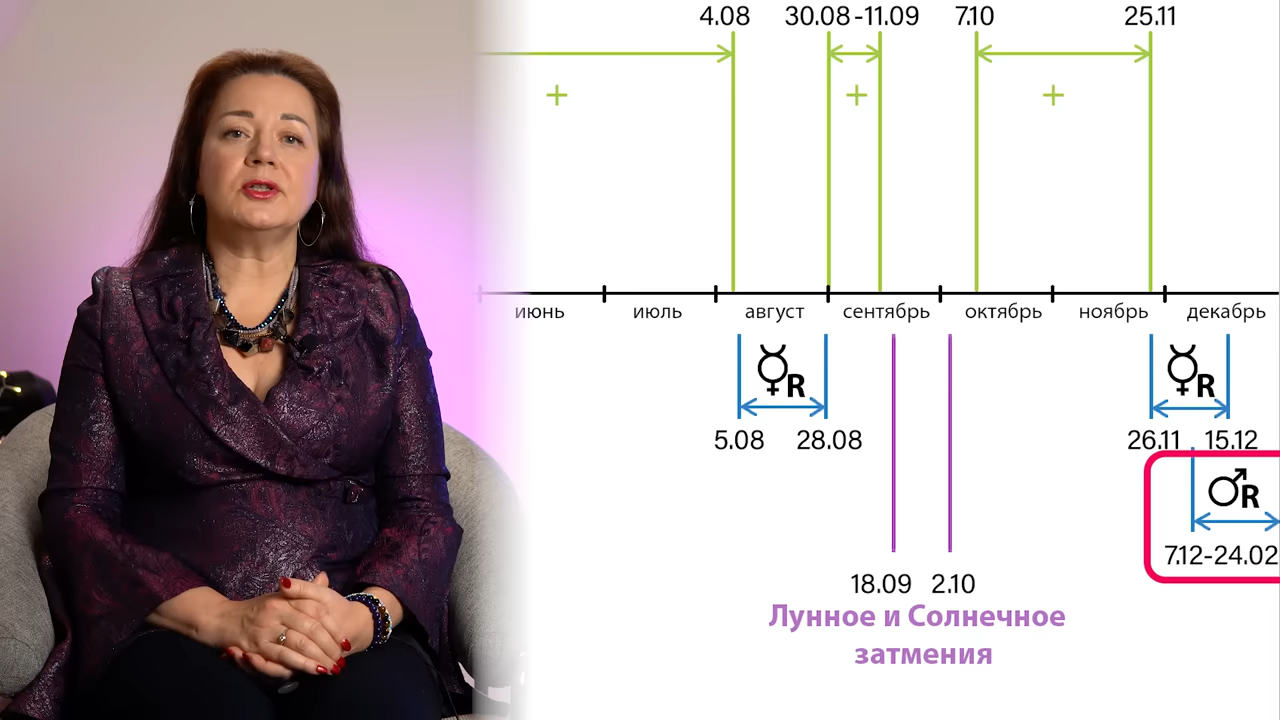 4.08 30.08 -11.09 7.10 25.11
+ + +
июнь июль август сентябрь октябрь ноябрь декабрь
R R
5.08 28.08 26.11 15.12
R
7.12-24.02
18.09 2.10
Лунное и Солнечное
затмения